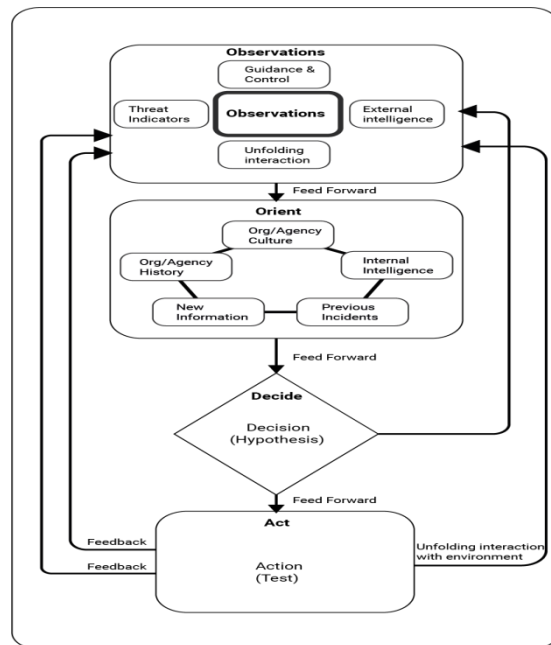 Observations
Guidance &
Control
Threat
Indicators
Observations
External
intelligence
Unfolding
interaction
Feed Forward
Orient
Org/Agency
Culture
Org/Agency
History
Internal
Intelligence
New
Information
Previous
Incidents
Feed Forward
Decide
Decision
(Hypothesis)
Feed Forward
Act
Feedback
Unfolding interaction
with environment
Feedback
Action
(Test)